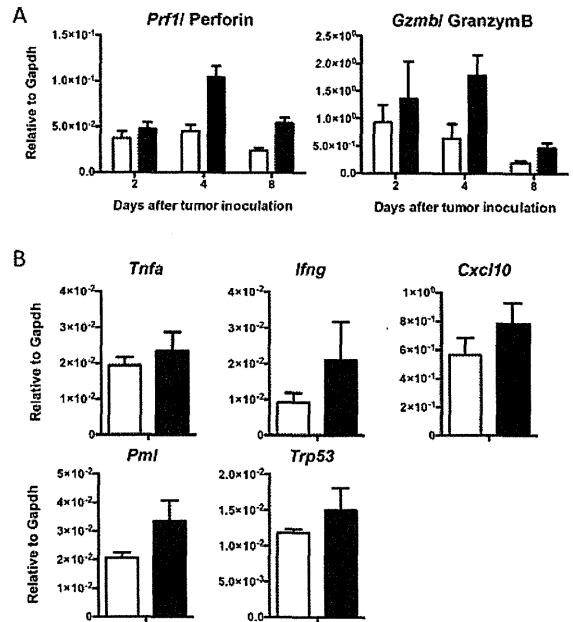 A
Prf1/ Perforin
Relative to Gapdh
1.5×10⁻¹
1.0×10⁻¹
5.0×10⁻²
0.0
2 4 8
Days after tumor inoculation
Gzmb/ GranzymB
2.5×10⁰
2.0×10⁰
1.5×10⁰
1.0×10⁰
5.0×10⁻¹
0.0
2 4 8
Days after tumor inoculation
B
Tnfa
Relative to Gapdh
4×10⁻²
3×10⁻²
2×10⁻²
1×10⁻²
0
Ifng
4×10⁻²
3×10⁻²
2×10⁻²
1×10⁻²
0
Cxcl10
1×10⁰
8×10⁻¹
6×10⁻¹
4×10⁻¹
2×10⁻¹
0
Pml
Relative to Gapdh
5×10⁻²
4×10⁻²
3×10⁻²
2×10⁻²
1×10⁻²
0
Trp53
2.0×10⁻²
1.5×10⁻²
1.0×10⁻²
5.0×10⁻³
0.0